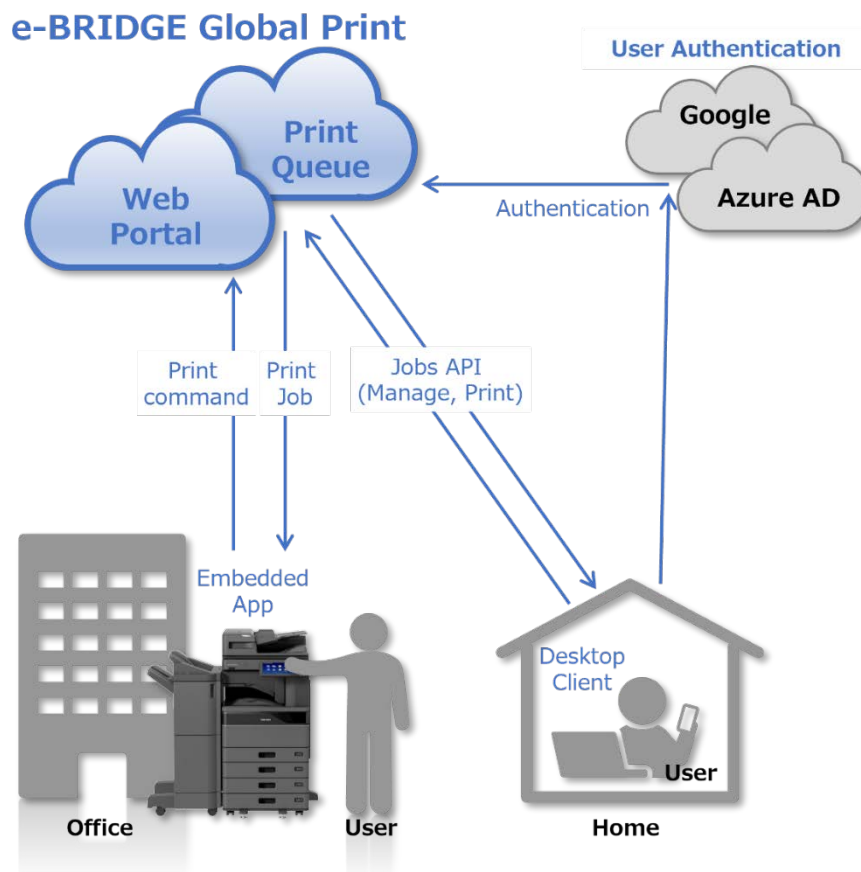 e-BRIDGE Global Print
User Authentication
Google
Azure AD
Print
Queue
Web
Portal
Authentication
Print
command
Print
Job
Jobs API
(Manage, Print)
Embedded
App
Desktop
Client
User
Office
User
Home